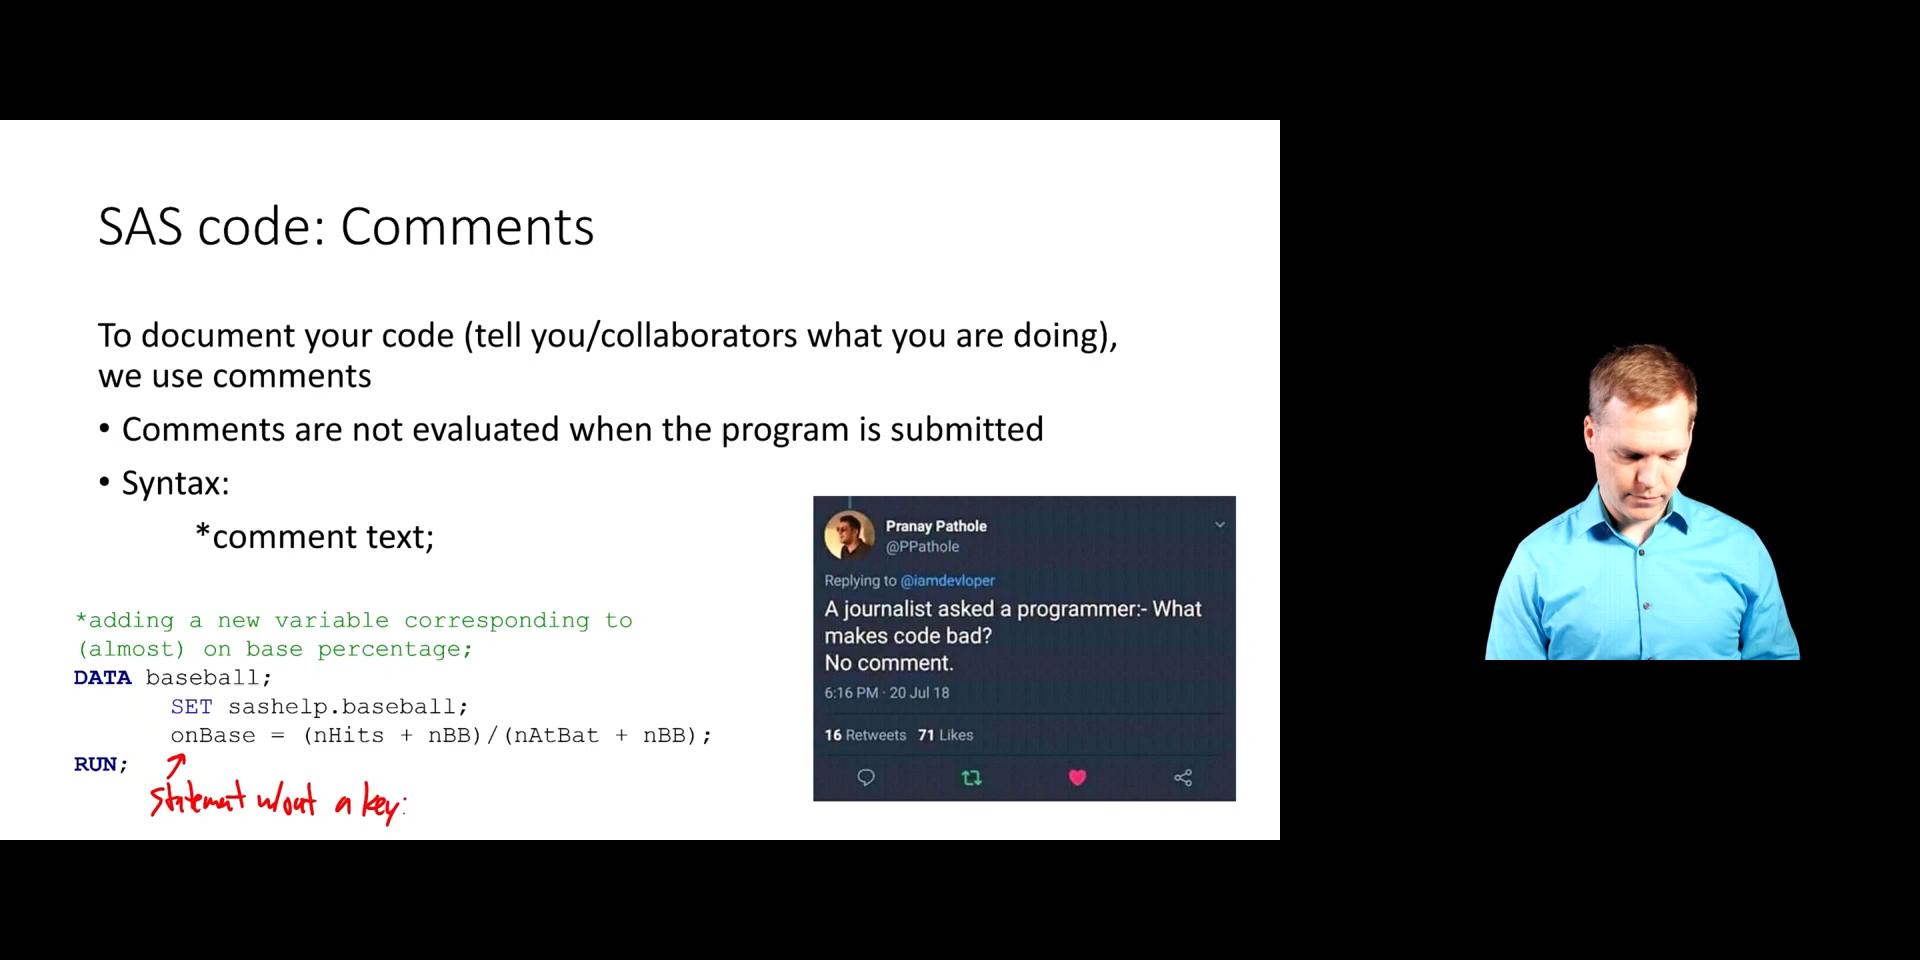 SAS code: Comments
To document your code (tell you/collaborators what you are doing),
we use comments
• Comments are not evaluated when the program is submitted
• Syntax:
*comment text;
*adding a new variable corresponding to
(almost) on base percentage;
DATA baseball;
SET sashelp.baseball;
onBase = (nHits + nBB)/(nAtBat + nBB);
RUN;
statement w/out a key
Pranay Pathole
@PPathole
Replying to @iamdevloper
A journalist asked a programmer:- What
makes code bad?
No comment.
6:16 PM · 20 Jul 18
16 Retweets 71 Likes